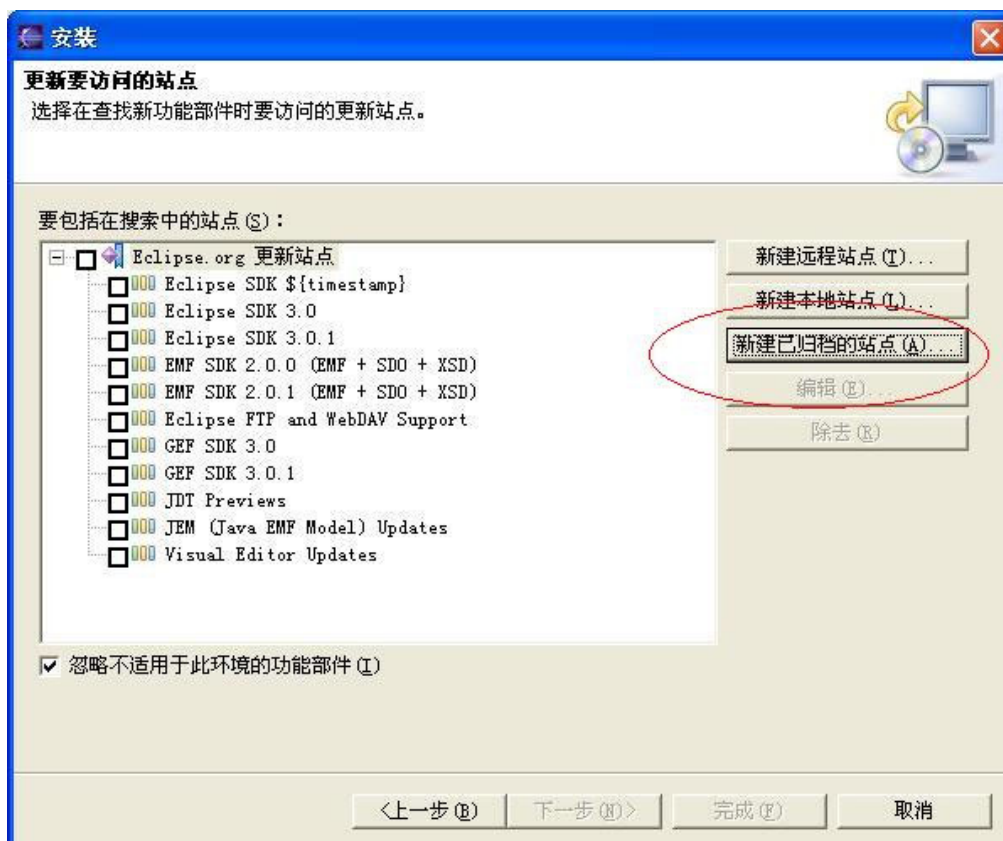 安装
更新要访问的站点
选择在查找新功能部件时要访问的更新站点。
要包括在搜索中的站点(S)：
Eclipse.org 更新站点
Eclipse SDK ${timestamp}
Eclipse SDK 3.0
Eclipse SDK 3.0.1
EMF SDK 2.0.0 (EMF + SDO + XSD)
EMF SDK 2.0.1 (EMF + SDO + XSD)
Eclipse FTP and WebDAV Support
GEF SDK 3.0
GEF SDK 3.0.1
JDT Previews
JEM (Java EMF Model) Updates
Visual Editor Updates
新建远程站点(T)...
新建本地站点(L)...
新建已归档的站点(A)...
编辑(E)...
除去(R)
忽略不适用于此环境的功能部件(I)
<上一步(B)
下一步(N)>
完成(F)
取消